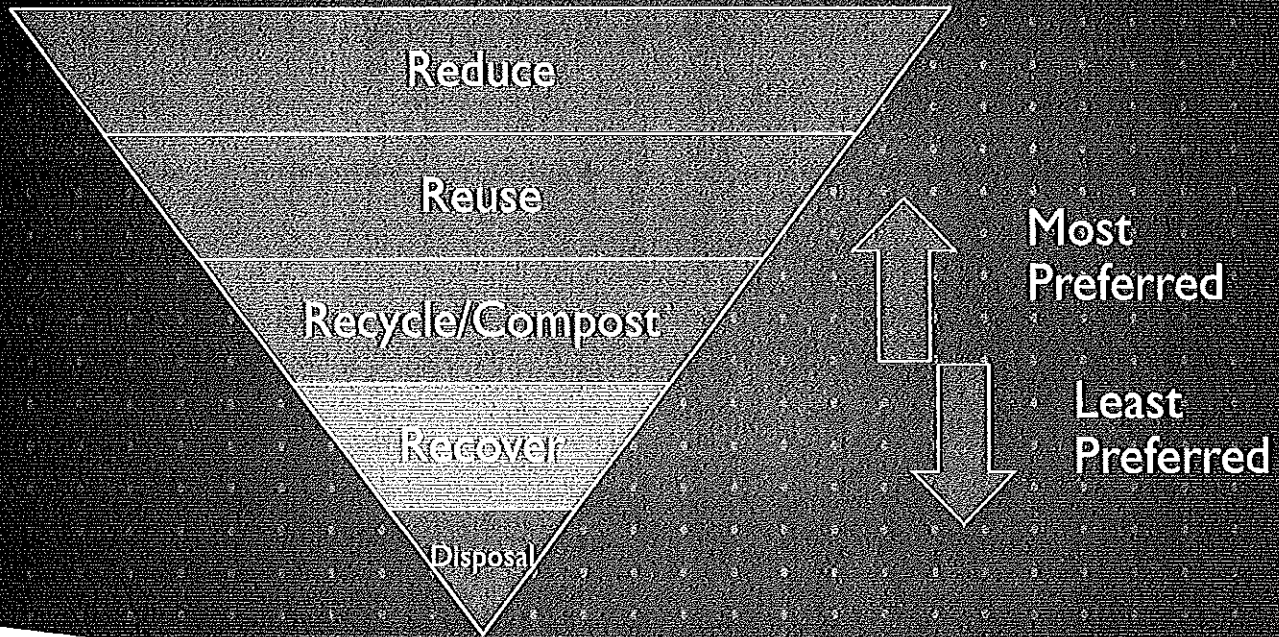 Reduce
Reuse
Recycle/Compost
Recover
Disposal
Most
Preferred
Least
Preferred